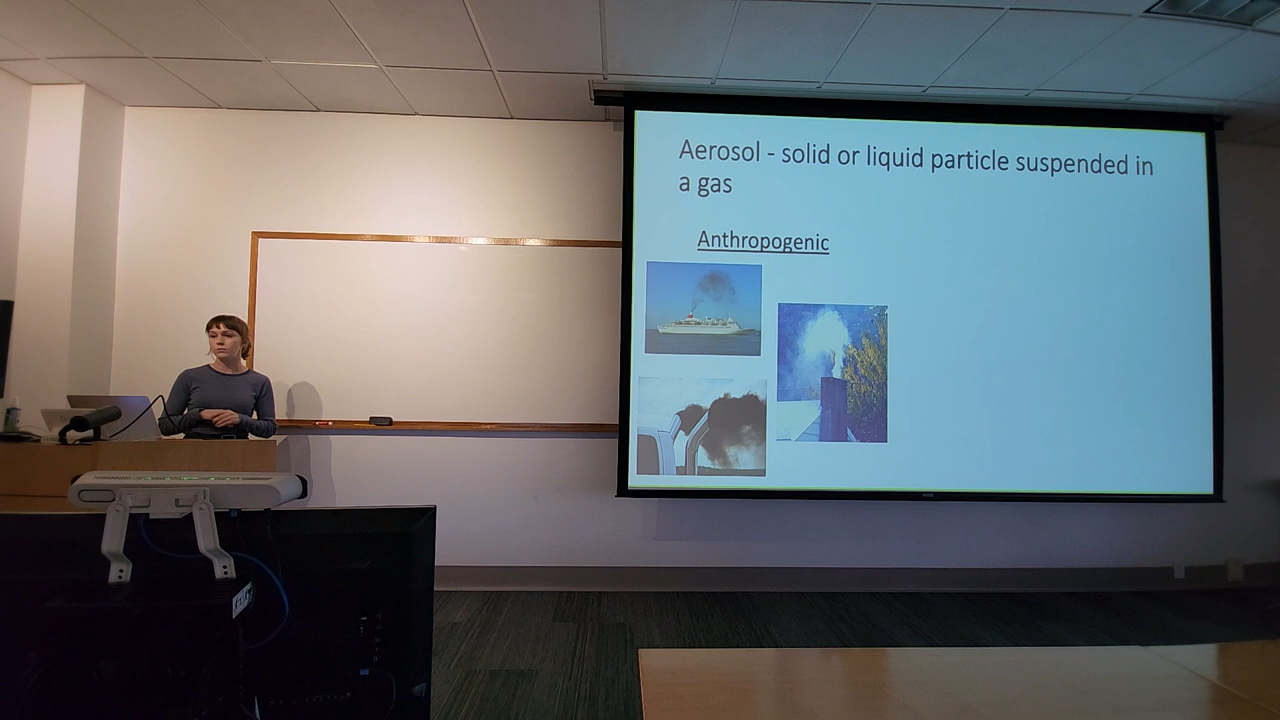 Aerosol - solid or liquid particle suspended in
a gas
Anthropogenic